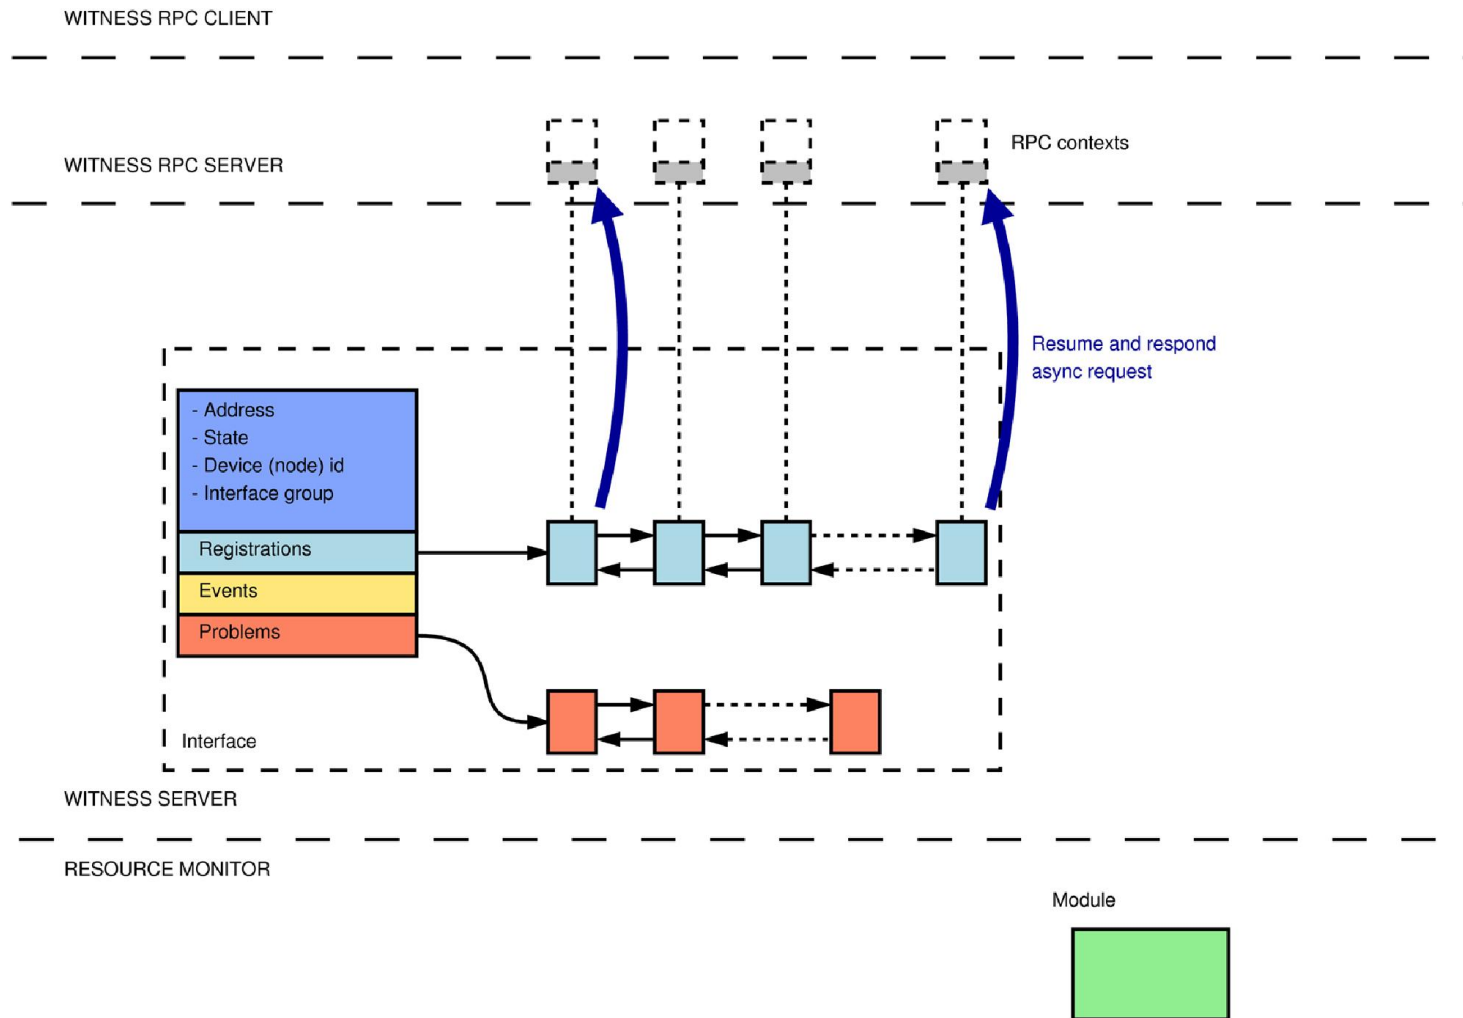 WITNESS RPC CLIENT
RPC contexts
WITNESS RPC SERVER
Resume and respond
async request
- Address
- State
- Device (node) id
- Interface group
Registrations
Events
Problems
Interface
WITNESS SERVER
RESOURCE MONITOR
Module